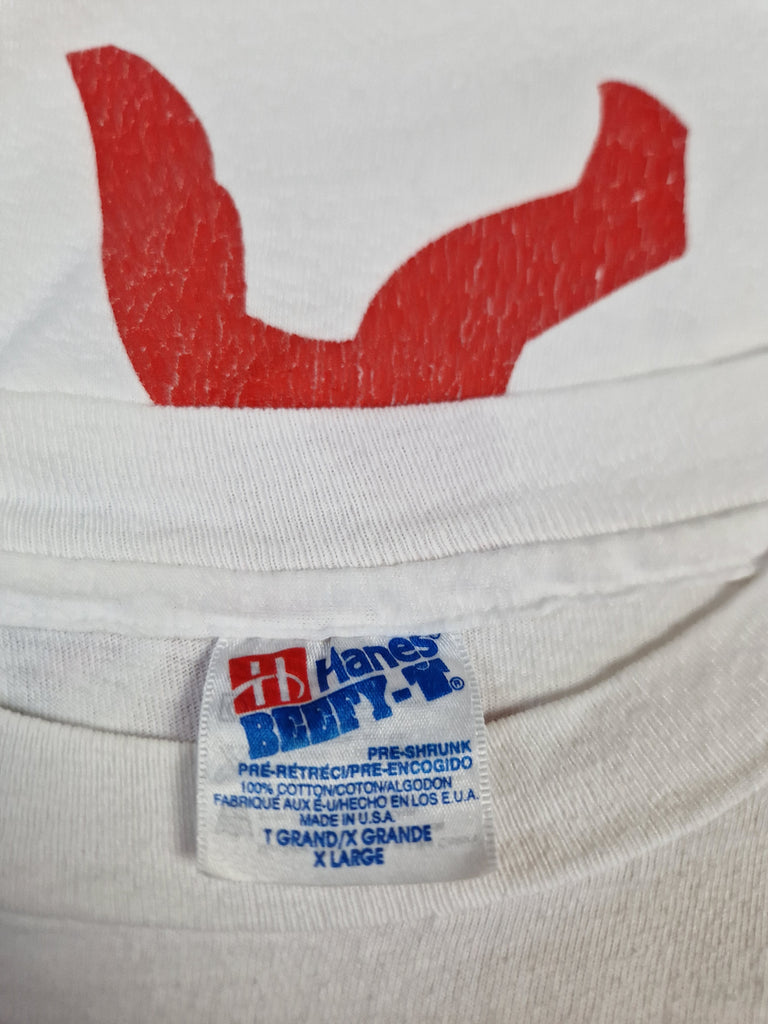 Hanes®
BEEFY-T®
PRE-SHRUNK
PRÉ-RÉTRÉCI/PRE-ENCOGIDO
100% COTTON/COTON/ALGODON
FABRIQUÉ AUX É-U/HECHO EN LOS E.U.A.
MADE IN U.S.A.
T GRAND/X GRANDE
X LARGE